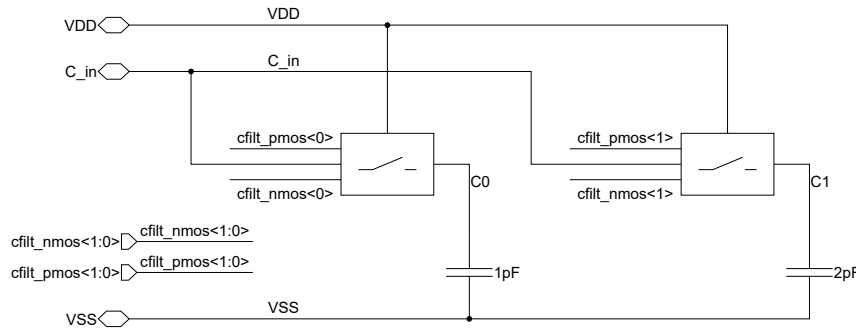 VDD VDD
C_in C_in
cfilt_pmos<0> cfilt_pmos<1>
cfilt_nmos<0> C0 cfilt_nmos<1> C1
cfilt_nmos<1:0> cfilt_nmos<1:0>
cfilt_pmos<1:0> cfilt_pmos<1:0>
1pF 2pF
VSS VSS